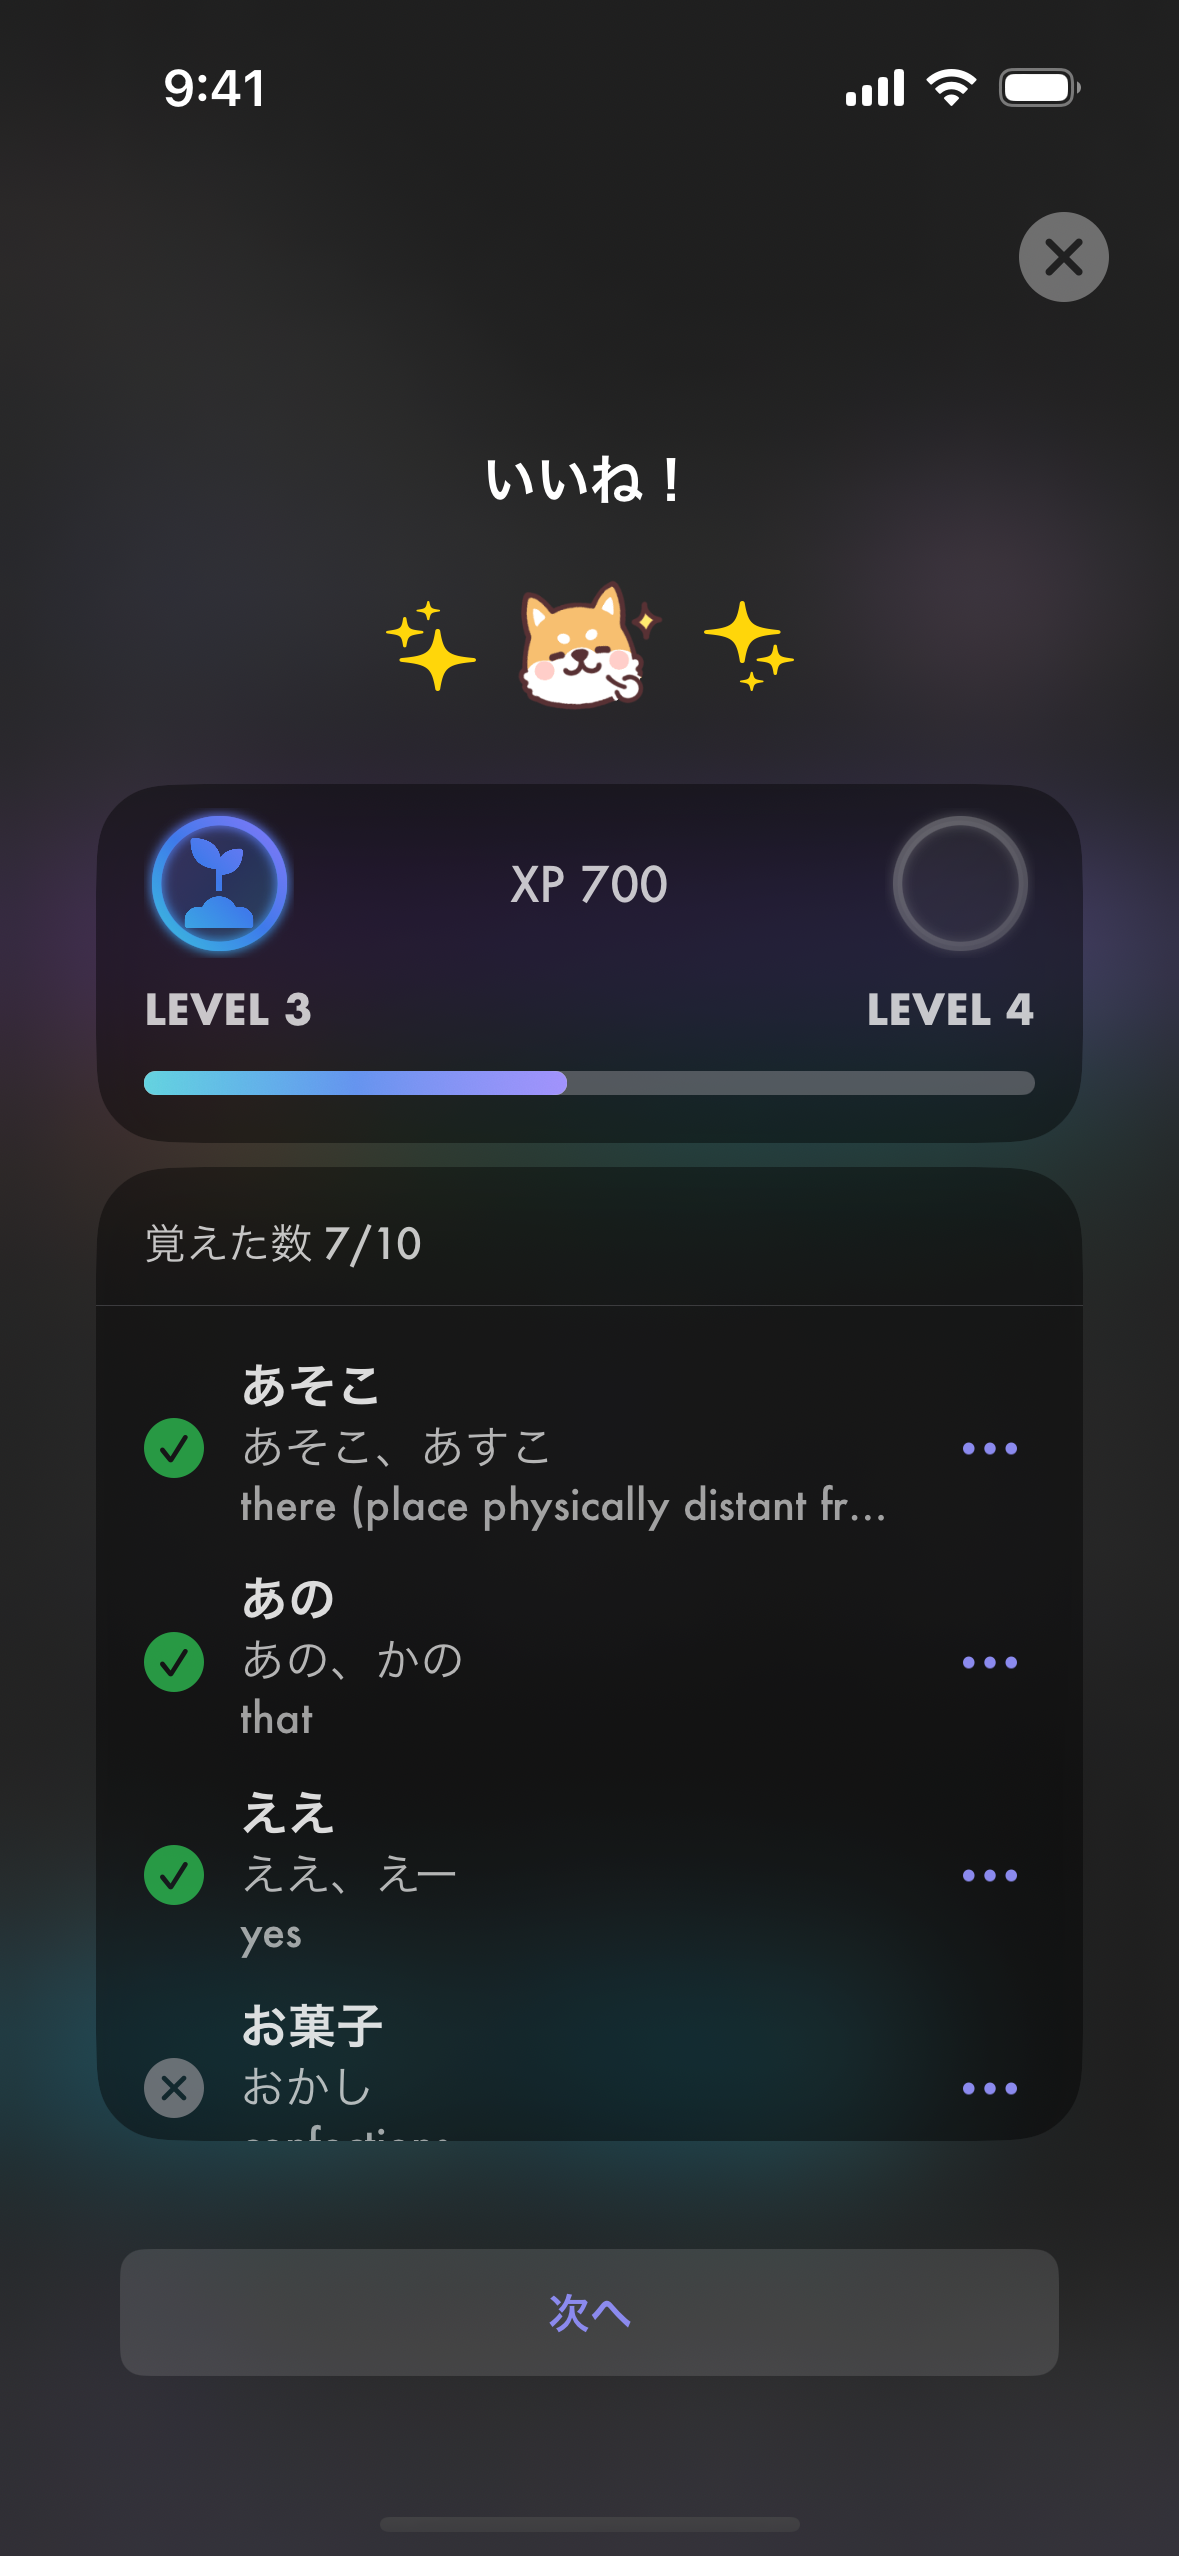 9:41
いいね！
XP 700
LEVEL 3
LEVEL 4
覚えた数 7/10
あそこ
あそこ、あすこ
there (place physically distant fr...
あの
あの、かの
that
ええ
ええ、えー
yes
お菓子
おかし
次へ